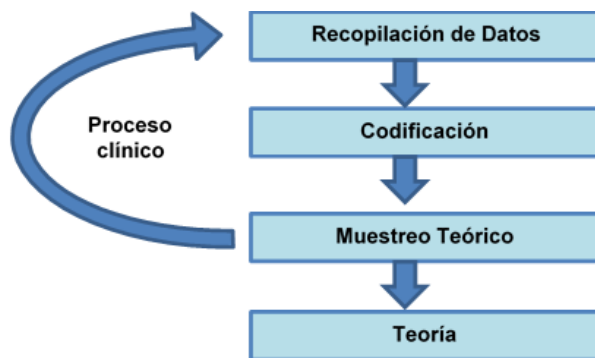 Recopilación de Datos
Proceso
clínico
Codificación
Muestreo Teórico
Teoría